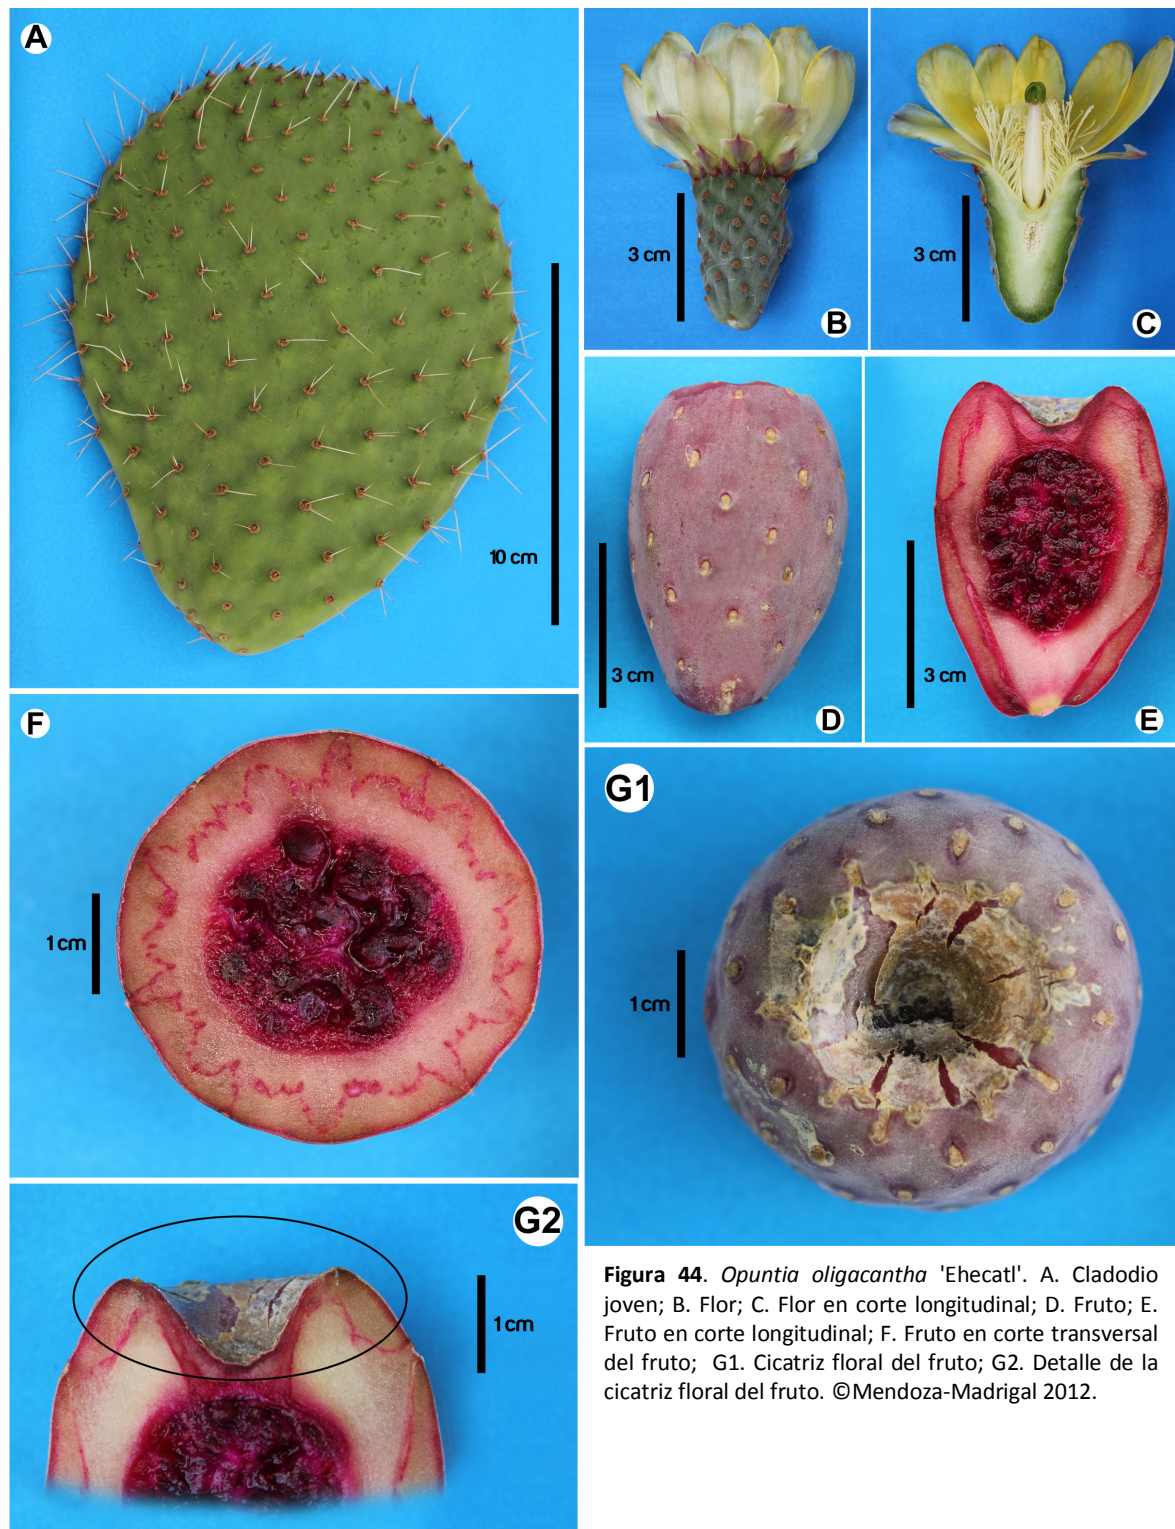 A
10 cm
3 cm
B
3 cm
C
3 cm
D
3 cm
E
F
1 cm
G1
1 cm
G2
1 cm
Figura 44. Opuntia oligacantha 'Ehecatl'. A. Cladodio
joven; B. Flor; C. Flor en corte longitudinal; D. Fruto; E.
Fruto en corte longitudinal; F. Fruto en corte transversal
del fruto; G1. Cicatriz floral del fruto; G2. Detalle de la
cicatriz floral del fruto. ©Mendoza-Madrigal 2012.